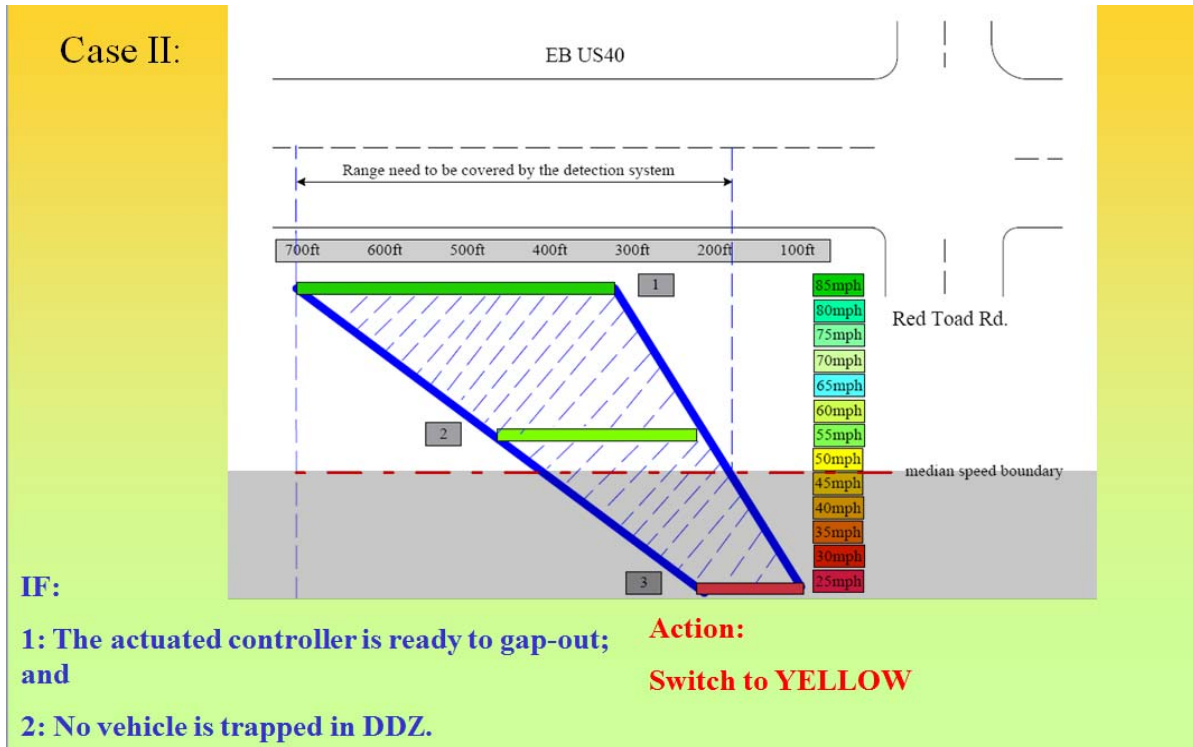 Case II:
EB US40
Range need to be covered by the detection system
700ft 600ft 500ft 400ft 300ft 200ft 100ft
1
85mph
80mph
75mph
Red Toad Rd.
70mph
65mph
60mph
2
55mph
50mph
median speed boundary
45mph
40mph
35mph
30mph
3
25mph
IF:
1: The actuated controller is ready to gap-out;
and
2: No vehicle is trapped in DDZ.
Action:
Switch to YELLOW